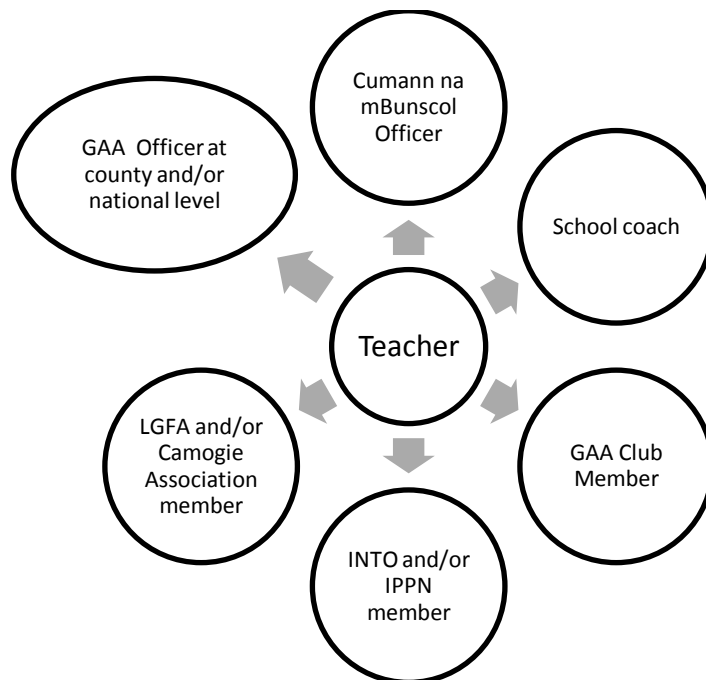 Cumann na
mBunscol
Officer
GAA Officer at
county and/or
national level
School coach
Teacher
LGFA and/or
Camogie
Association
member
GAA Club
Member
INTO and/or
IPPN
member